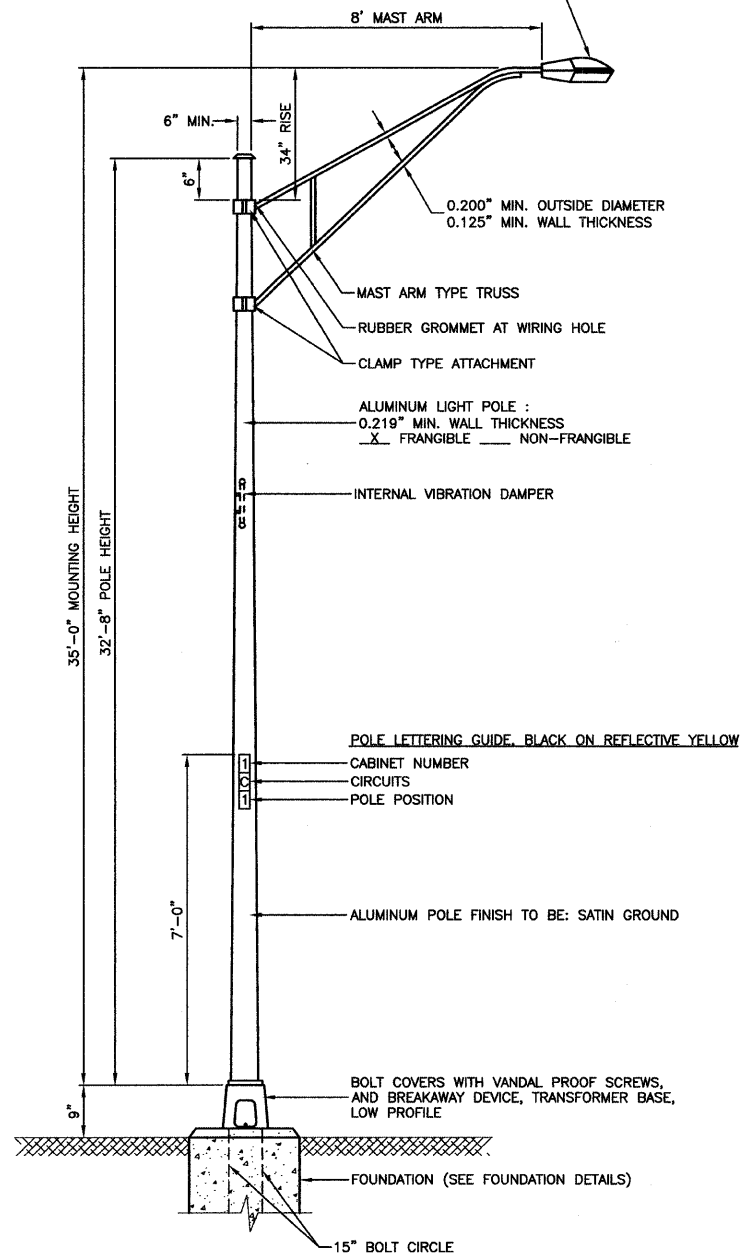 8' MAST ARM
6" MIN.
34" RISE
6"
0.200" MIN. OUTSIDE DIAMETER
0.125" MIN. WALL THICKNESS
MAST ARM TYPE TRUSS
RUBBER GROMMET AT WIRING HOLE
CLAMP TYPE ATTACHMENT
ALUMINUM LIGHT POLE :
0.219" MIN. WALL THICKNESS
_X_ FRANGIBLE ___ NON-FRANGIBLE
INTERNAL VIBRATION DAMPER
35'-0" MOUNTING HEIGHT
32'-8" POLE HEIGHT
POLE LETTERING GUIDE, BLACK ON REFLECTIVE YELLOW
1 CABINET NUMBER
C CIRCUITS
1 POLE POSITION
7'-0"
ALUMINUM POLE FINISH TO BE: SATIN GROUND
BOLT COVERS WITH VANDAL PROOF SCREWS,
AND BREAKAWAY DEVICE, TRANSFORMER BASE,
LOW PROFILE
9"
FOUNDATION (SEE FOUNDATION DETAILS)
15" BOLT CIRCLE